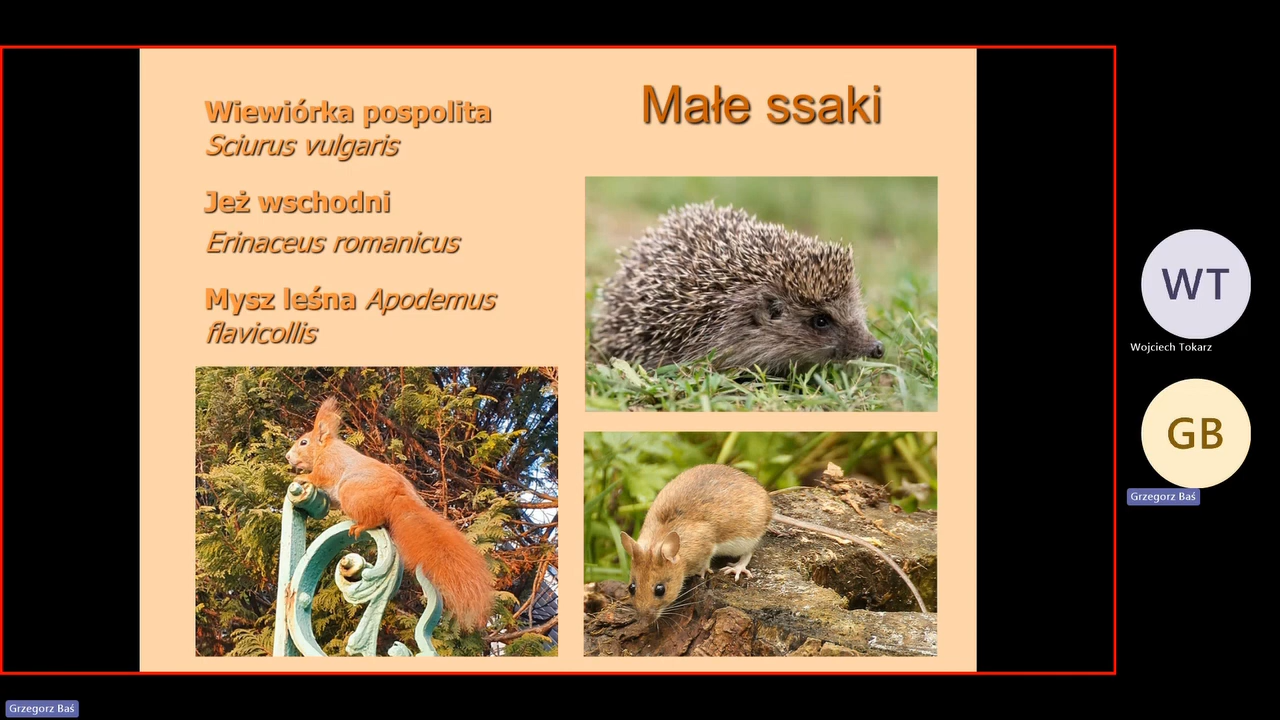 Małe ssaki
Wiewiórka pospolita
Sciurus vulgaris
Jeż wschodni
Erinaceus romanicus
Mysz leśna Apodemus
flavicollis
WT
Wojciech Tokarz
GB
Grzegorz Baś
Grzegorz Baś